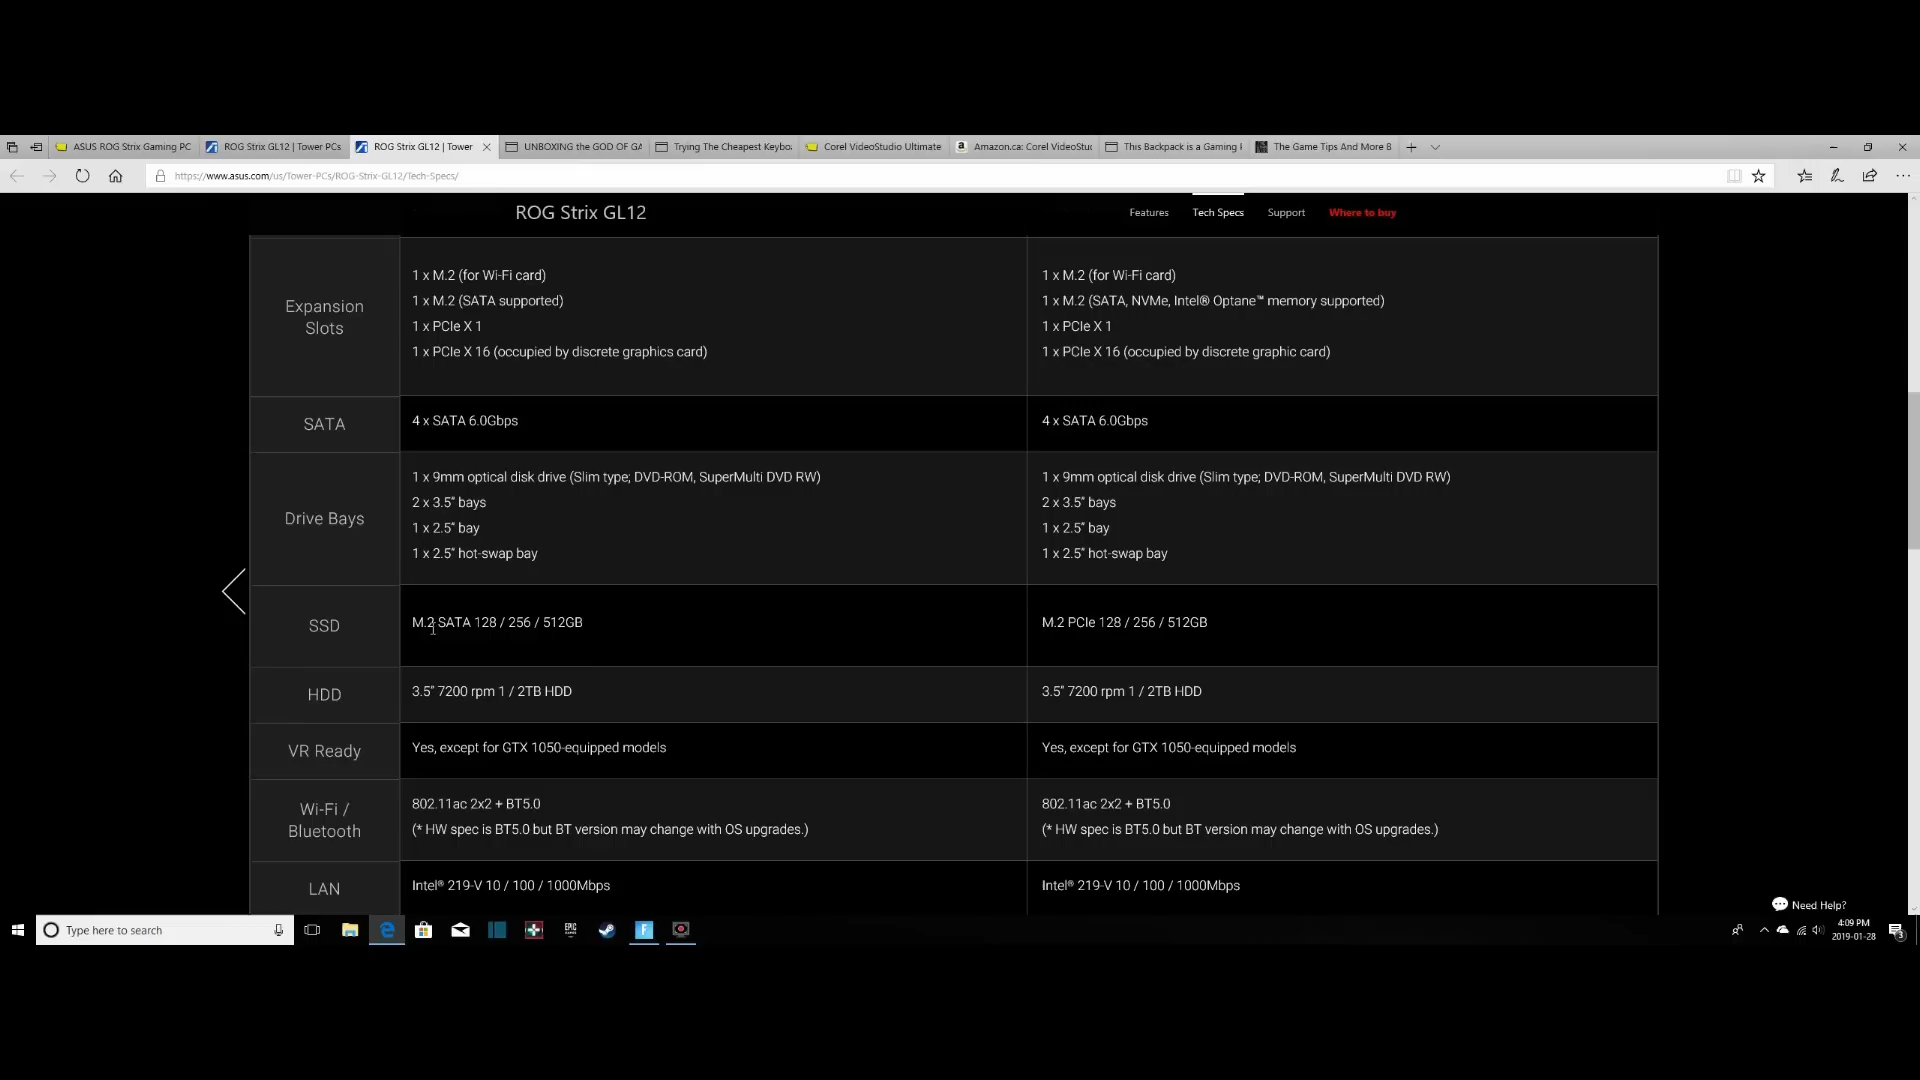 ASUS ROG Strix Gaming PC
ROG Strix GL12 | Tower PCs
ROG Strix GL12 | Tower
UNBOXING the GOD OF GA
Trying The Cheapest Keybo
Corel VideoStudio Ultimate
Amazon.ca: Corel VideoStu
This Backpack is a Gaming
The Game Tips And More B
https://www.asus.com/us/Tower-PCs/ROG-Strix-GL12/Tech-Specs/
ROG Strix GL12
Features
Tech Specs
Support
Where to buy
Expansion
Slots
1 x M.2 (for Wi-Fi card)
1 x M.2 (SATA supported)
1 x PCIe X 1
1 x PCIe X 16 (occupied by discrete graphics card)
1 x M.2 (for Wi-Fi card)
1 x M.2 (SATA, NVMe, Intel® Optane™ memory supported)
1 x PCIe X 1
1 x PCIe X 16 (occupied by discrete graphic card)
SATA
4 x SATA 6.0Gbps
4 x SATA 6.0Gbps
Drive Bays
1 x 9mm optical disk drive (Slim type; DVD-ROM, SuperMulti DVD RW)
2 x 3.5” bays
1 x 2.5” bay
1 x 2.5” hot-swap bay
1 x 9mm optical disk drive (Slim type; DVD-ROM, SuperMulti DVD RW)
2 x 3.5” bays
1 x 2.5” bay
1 x 2.5” hot-swap bay
SSD
M.2 SATA 128 / 256 / 512GB
M.2 PCIe 128 / 256 / 512GB
HDD
3.5” 7200 rpm 1 / 2TB HDD
3.5” 7200 rpm 1 / 2TB HDD
VR Ready
Yes, except for GTX 1050-equipped models
Yes, except for GTX 1050-equipped models
Wi-Fi /
Bluetooth
802.11ac 2x2 + BT5.0
(* HW spec is BT5.0 but BT version may change with OS upgrades.)
802.11ac 2x2 + BT5.0
(* HW spec is BT5.0 but BT version may change with OS upgrades.)
LAN
Intel® 219-V 10 / 100 / 1000Mbps
Intel® 219-V 10 / 100 / 1000Mbps
Need Help?
Type here to search
EPIC
GAMES
4:09 PM
2019-01-28
3